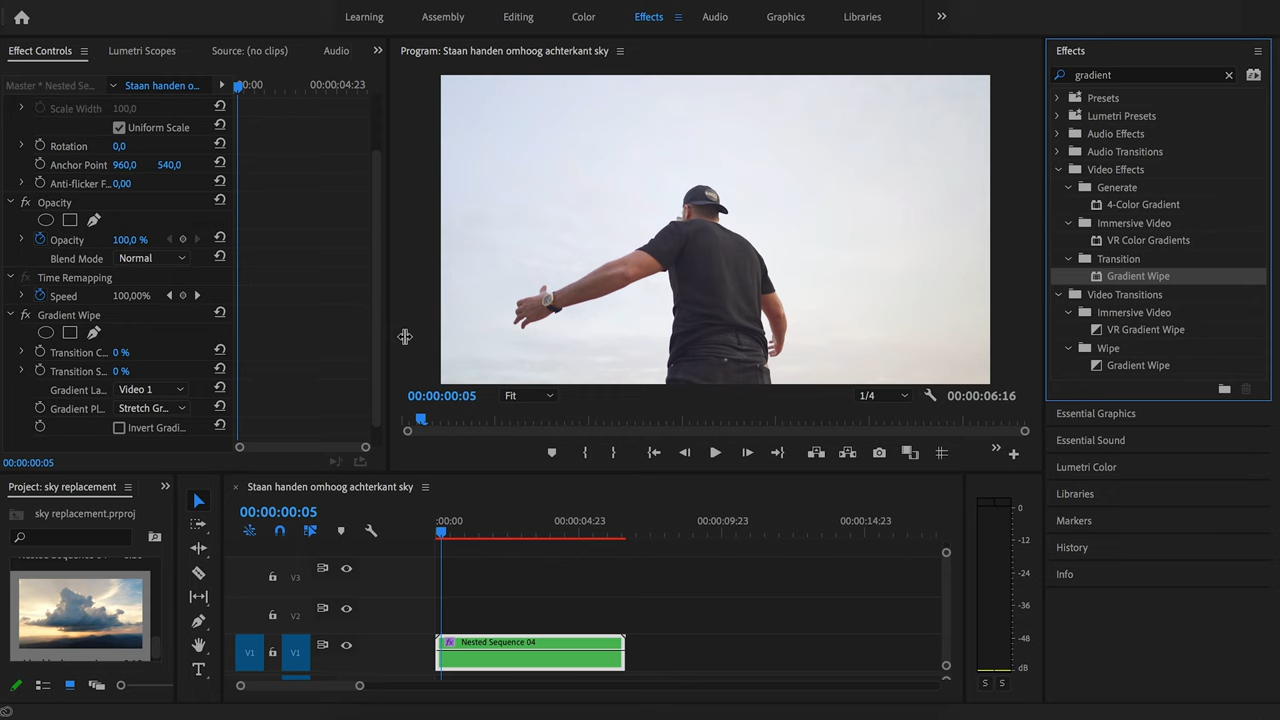 Learning
Assembly
Editing
Color
Effects
Audio
Graphics
Libraries
Effect Controls
Lumetri Scopes
Source: (no clips)
Audio
Master * Nested Se...
Staan handen o...
:00:00
00:00:04:23
Scale Width 100,0
Uniform Scale
Rotation 0,0
Anchor Point 960,0 540,0
Anti-flicker F... 0,00
fx Opacity
Opacity 100,0 %
Blend Mode Normal
fx Time Remapping
Speed 100,00%
fx Gradient Wipe
Transition C... 0 %
Transition S... 0 %
Gradient La... Video 1
Gradient Pl... Stretch Gr...
Invert Gradi...
00:00:00:05
Program: Staan handen omhoog achterkant sky
00:00:00:05
Fit
1/4
00:00:06:16
Effects
gradient
Presets
Lumetri Presets
Audio Effects
Audio Transitions
Video Effects
Generate
4-Color Gradient
Immersive Video
VR Color Gradients
Transition
Gradient Wipe
Video Transitions
Immersive Video
VR Gradient Wipe
Wipe
Gradient Wipe
Essential Graphics
Essential Sound
Lumetri Color
Libraries
Markers
History
Info
Project: sky replacement
sky replacement.prproj
Staan handen omhoog achterkant sky
00:00:00:05
:00:00
00:00:04:23
00:00:09:23
00:00:14:23
V3
V2
V1
V1
fx Nested Sequence 04
0
-12
-24
-36
-48
dB
S S